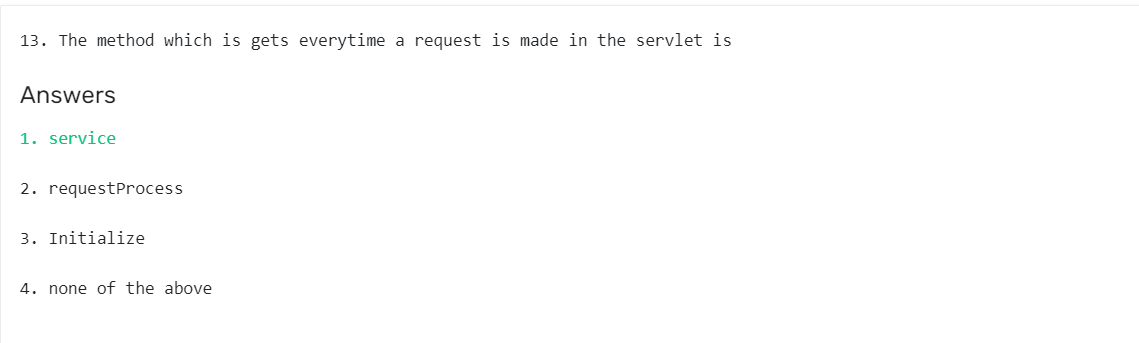 13. The method which is gets everytime a request is made in the servlet is
Answers
1. service
2. requestProcess
3. Initialize
4. none of the above